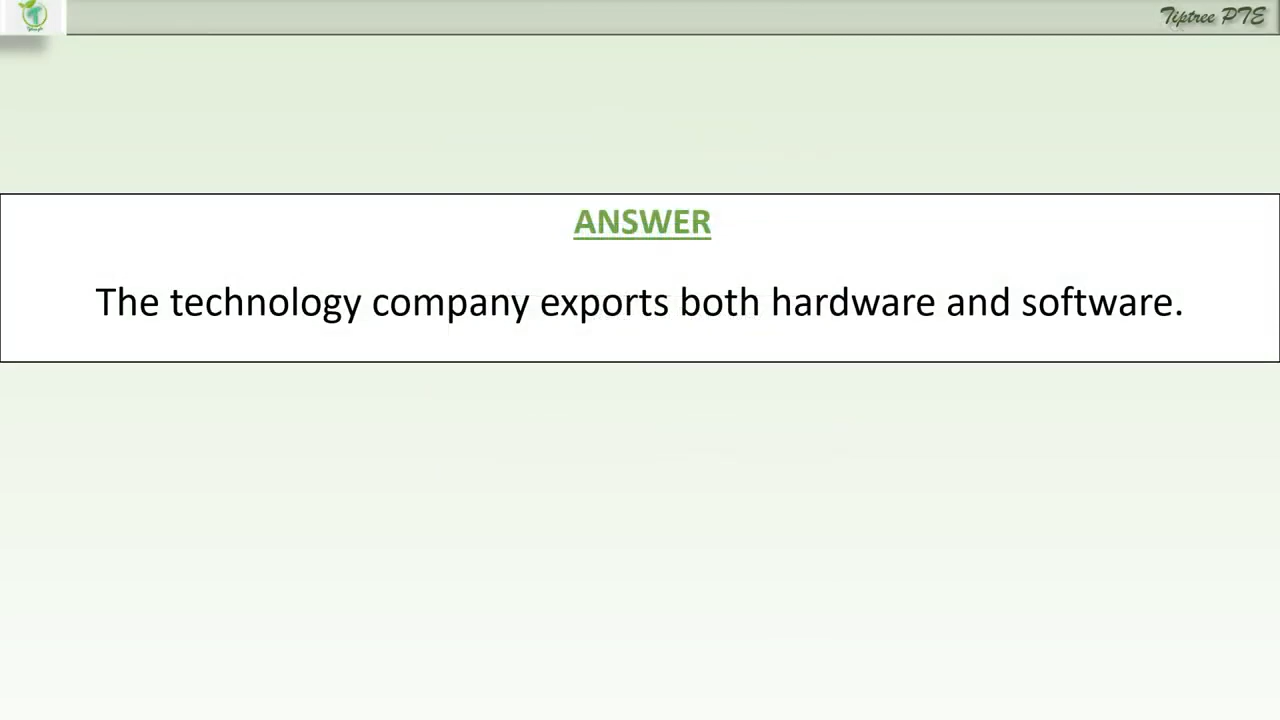 Tiptree PTE
ANSWER
The technology company exports both hardware and software.